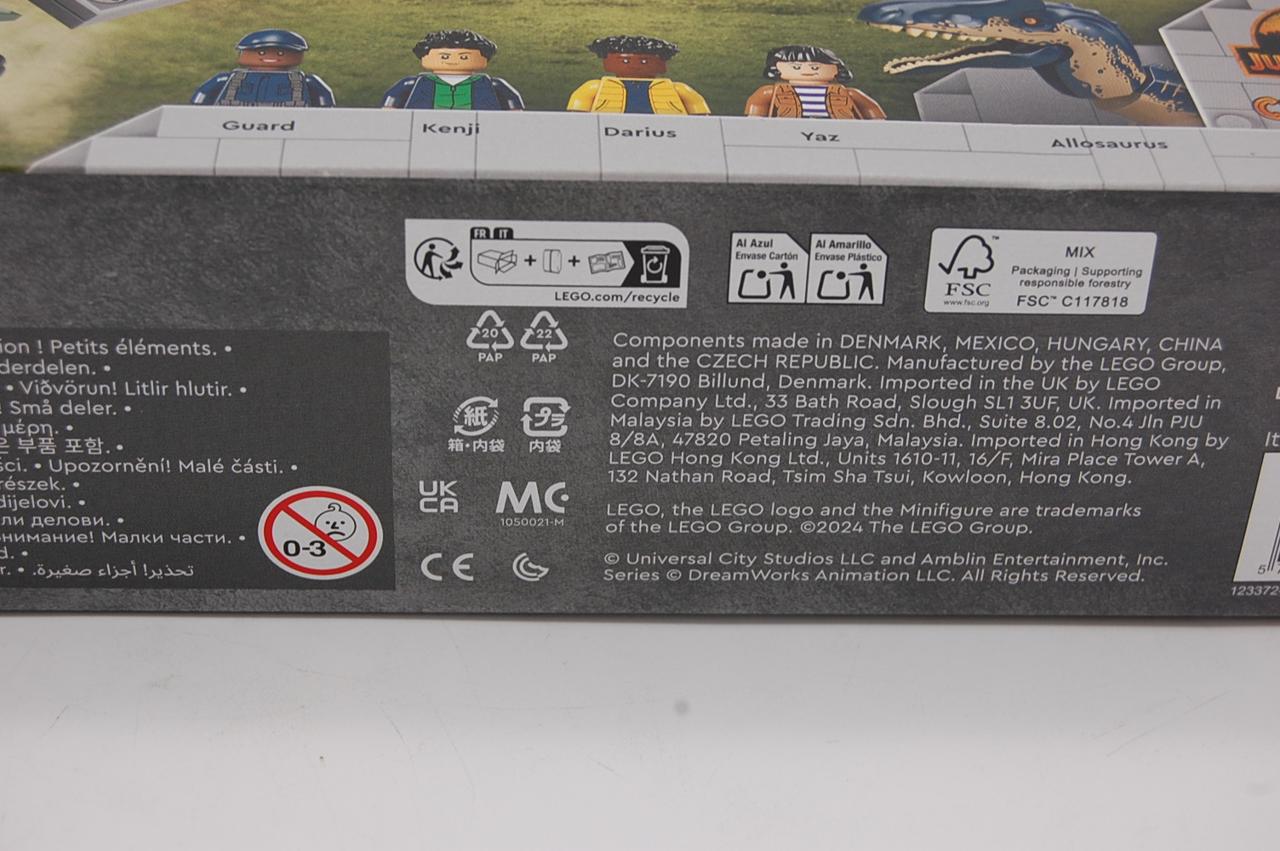 Guard
Kenji
Darius
Yaz
Allosaurus
JU
FR IT
LEGO.com/recycle
Al Azul
Envase Cartón
Al Amarillo
Envase Plástico
FSC
www.fsc.org
MIX
Packaging | Supporting
responsible forestry
FSC™ C117818
20
PAP
22
PAP
紙
箱・内袋
プラ
内袋
UK
CA
MC
1050021-M
CE
ion ! Petits éléments. •
derdelen. •
• Viðvörun! Litlir hlutir. •
! Små deler. •
μέρη. •
은 부품 포함. •
ści. • Upozornění! Malé části. •
részek. •
dijelovi. •
ли делови. •
нимание! Малки части. •
d. •
r. • تحذير! أجزاء صغيرة.
0-3
Components made in DENMARK, MEXICO, HUNGARY, CHINA
and the CZECH REPUBLIC. Manufactured by the LEGO Group,
DK-7190 Billund, Denmark. Imported in the UK by LEGO
Company Ltd., 33 Bath Road, Slough SL1 3UF, UK. Imported in
Malaysia by LEGO Trading Sdn. Bhd., Suite 8.02, No.4 Jln PJU
8/8A, 47820 Petaling Jaya, Malaysia. Imported in Hong Kong by
LEGO Hong Kong Ltd., Units 1610-11, 16/F, Mira Place Tower A,
132 Nathan Road, Tsim Sha Tsui, Kowloon, Hong Kong.
LEGO, the LEGO logo and the Minifigure are trademarks
of the LEGO Group. ©2024 The LEGO Group.
© Universal City Studios LLC and Amblin Entertainment, Inc.
Series © DreamWorks Animation LLC. All Rights Reserved.
It
5
123372